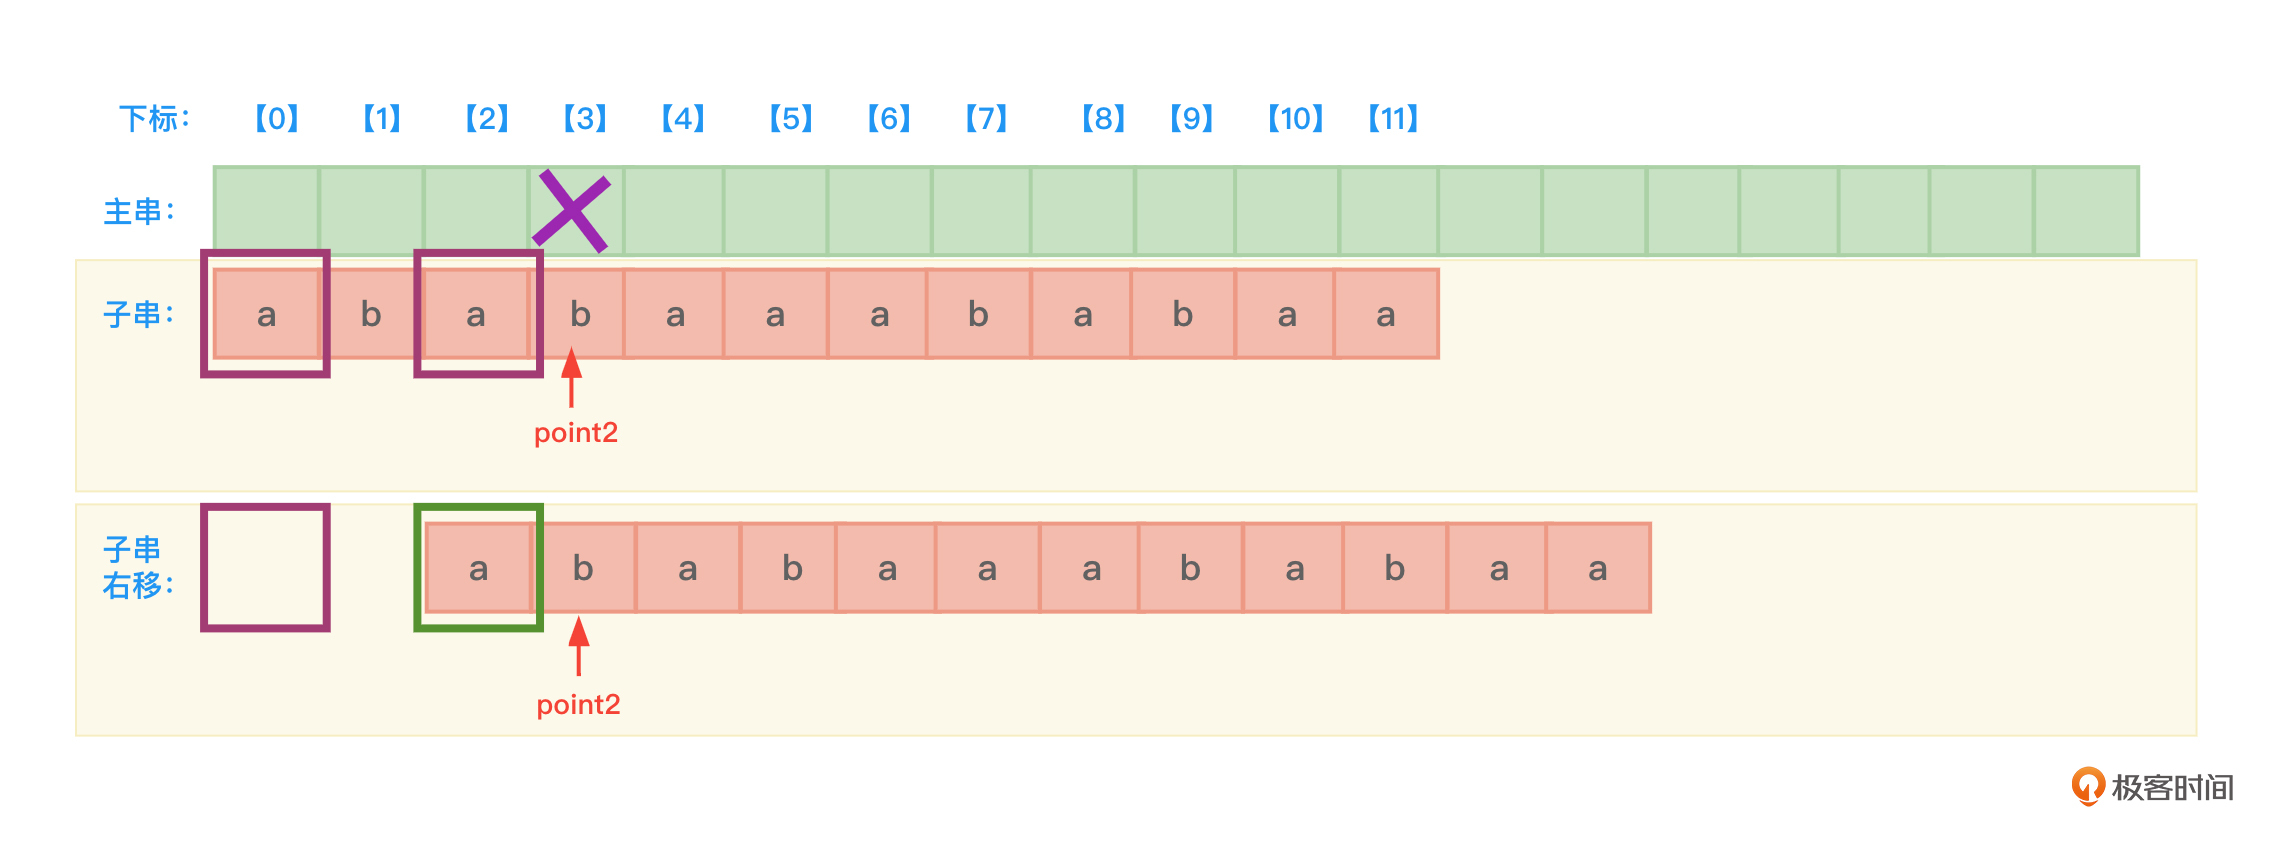 下标： 【0】 【1】 【2】 【3】 【4】 【5】 【6】 【7】 【8】 【9】 【10】 【11】
主串：
子串： a b a b a a a b a b a a
point2
子串
右移： a b a b a a a b a b a a
point2
极客时间